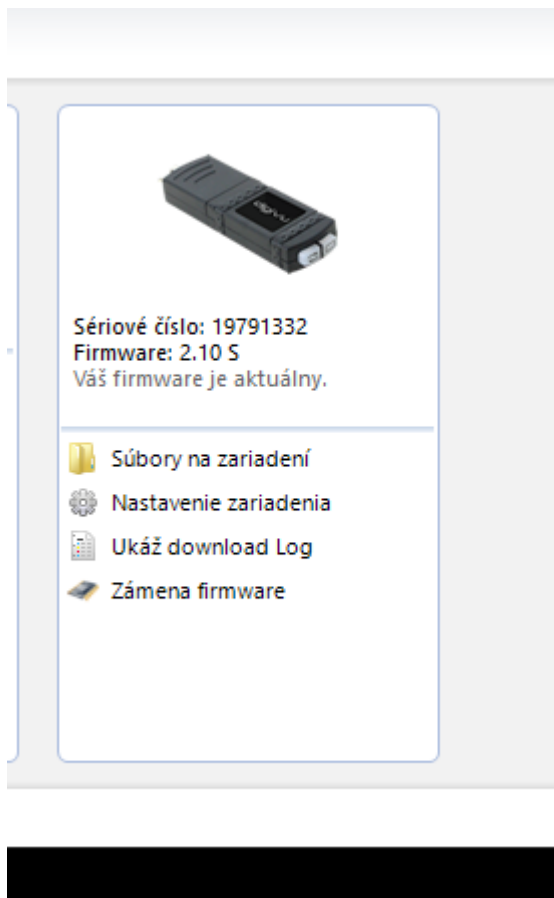 digivu
Sériové číslo: 19791332
Firmware: 2.10 S
Váš firmware je aktuálny.
Súbory na zariadení
Nastavenie zariadenia
Ukáž download Log
Zámena firmware